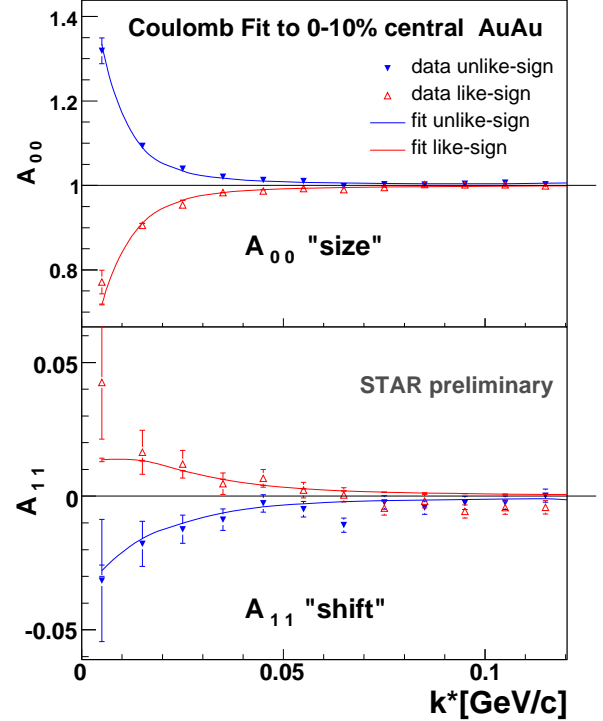 Coulomb Fit to 0-10% central AuAu
data unlike-sign
data like-sign
fit unlike-sign
fit like-sign
A00
1.4
1.2
1
0.8
A00 "size"
STAR preliminary
A11
0.05
0
-0.05
A11 "shift"
0
0.05
0.1
k*[GeV/c]